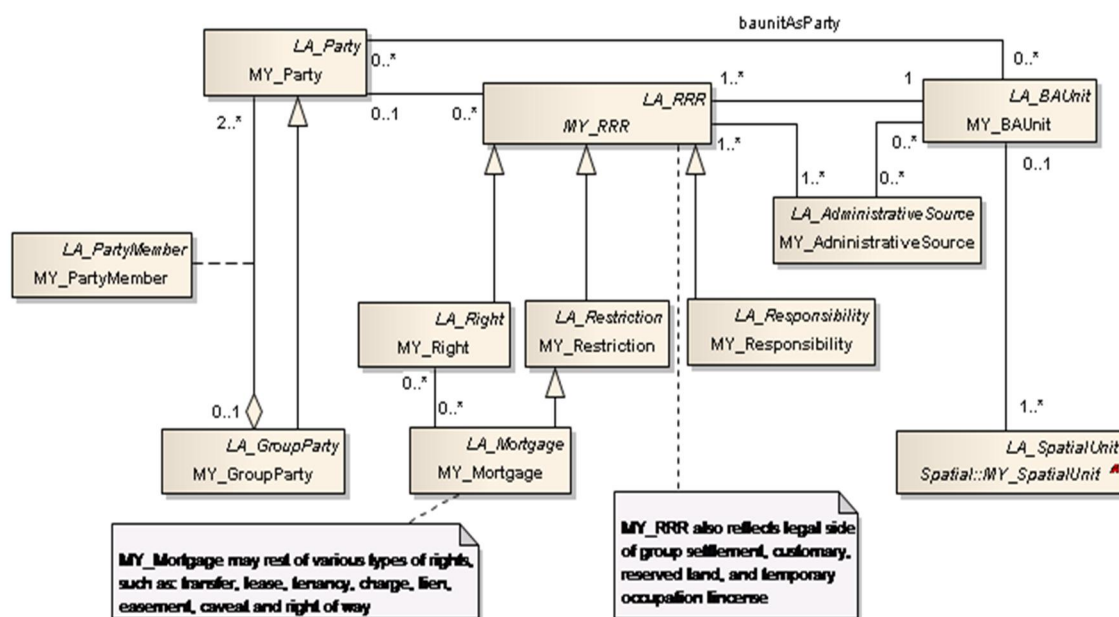 baunitAsParty
LA_Party
MY_Party
0..*
0..*
2..*
0..1
0..*
LA_RRR
MY_RRR
1..*
1
1..*
LA_BAUnit
MY_BAUnit
0..*
0..1
1..*
0..*
LA_AdministrativeSource
MY_AdninistrativeSource
LA_PartyMember
MY_PartyMember
LA_Right
MY_Right
LA_Restriction
MY_Restriction
LA_Responsibility
MY_Responsibility
0..*
0..*
0..1
1..*
LA_GroupParty
MY_GroupParty
LA_Mortgage
MY_Mortgage
LA_SpatialUnit
Spatial::MY_SpatialUnit
MY_Mortgage may rest of various types of rights,
such as: transfer, lease, tenancy, charge, lien,
easement, caveat and right of way
MY_RRR also reflects legal side
of group settlement, customary,
reserved land, and temporary
occupation lincense